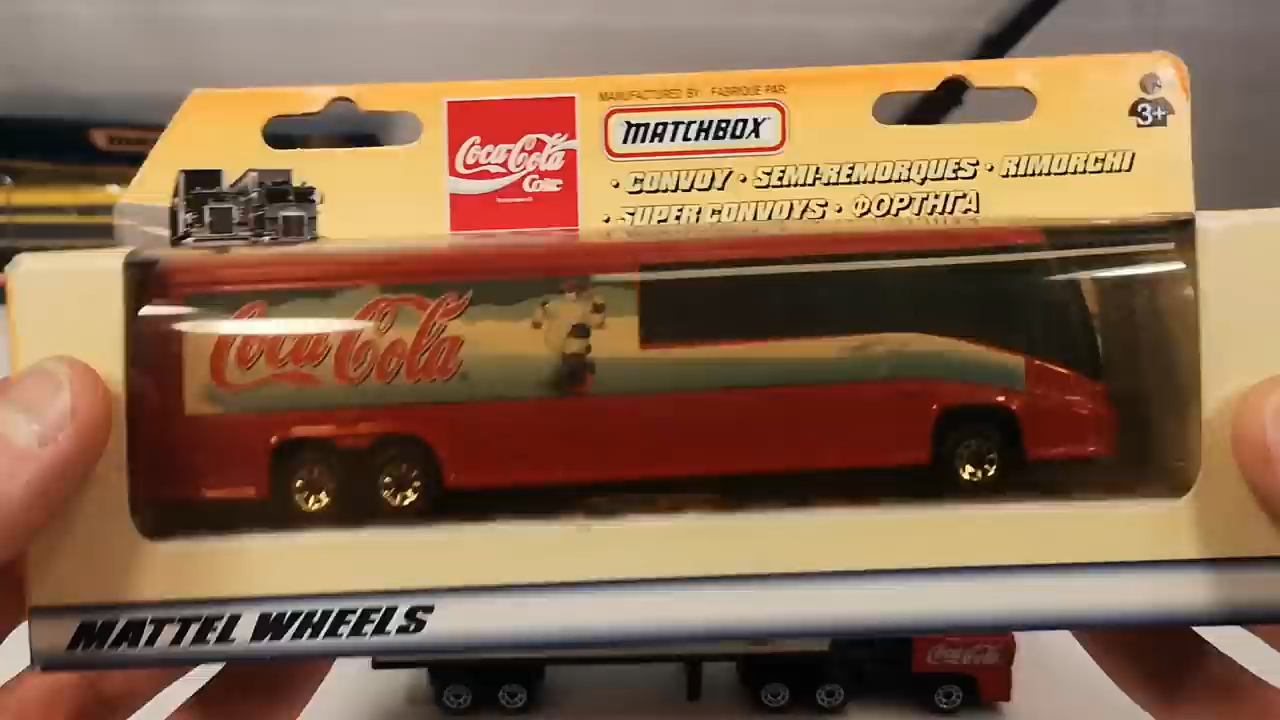 MANUFACTURED BY · FABRIQUE PAR
MATCHBOX
3+
Coca-Cola
Coke
· CONVOY · SEMI-REMORQUES · RIMORCHI
· SUPER CONVOYS · ΦΟΡΤΗΓΑ
Coca-Cola
MATTEL WHEELS
Coca-Cola